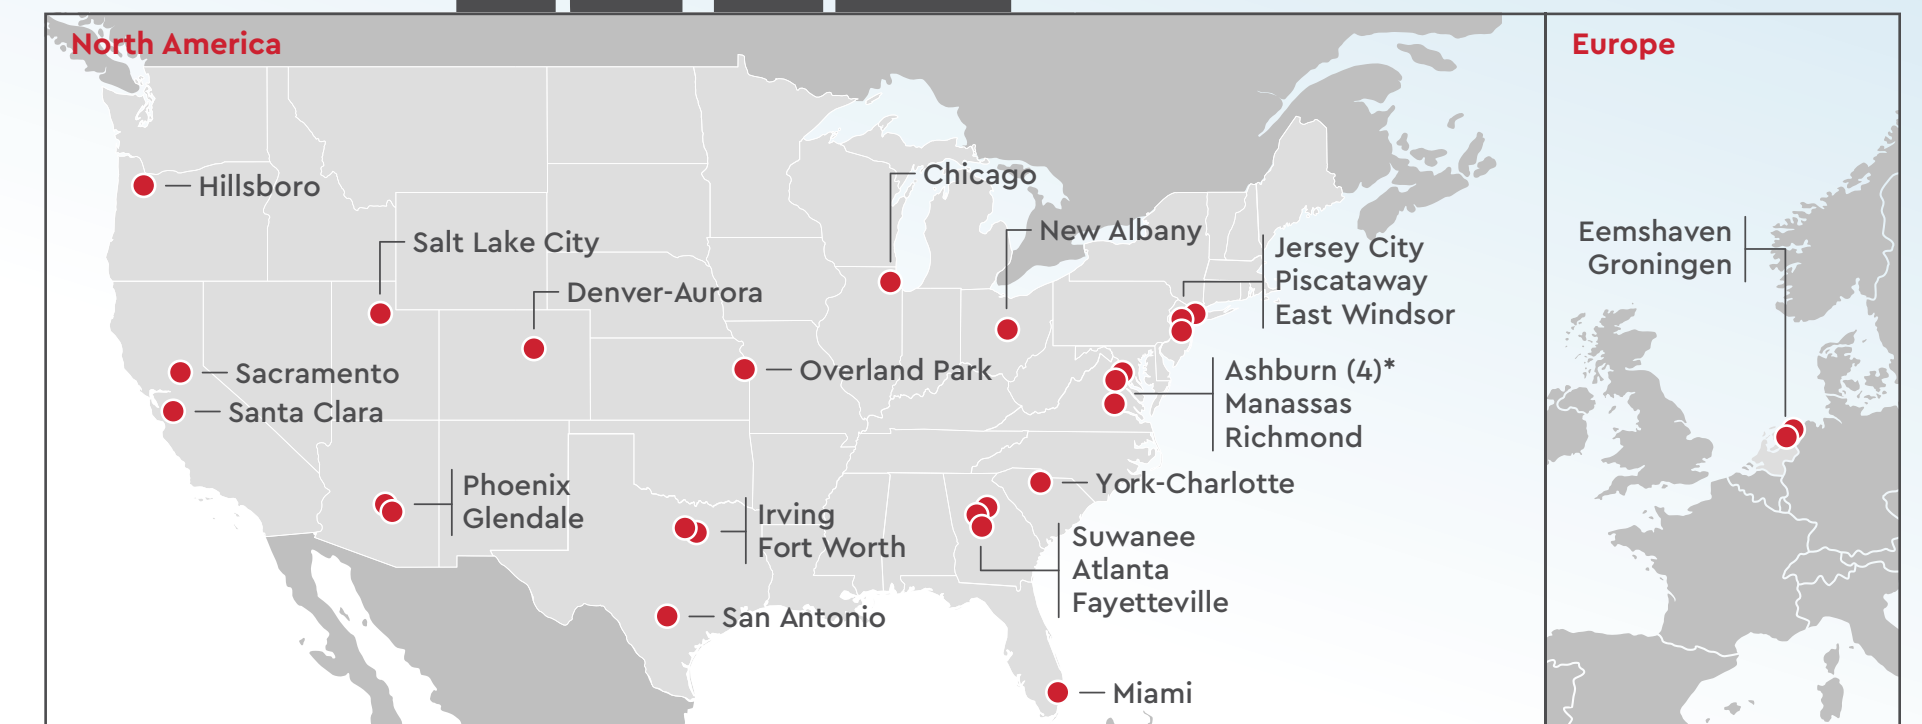 North America
Europe
Hillsboro
Chicago
Salt Lake City
New Albany
Jersey City
Piscataway
East Windsor
Eemshaven
Groningen
Denver-Aurora
Sacramento
Santa Clara
Overland Park
Ashburn (4)*
Manassas
Richmond
Phoenix
Glendale
Irving
Fort Worth
York-Charlotte
Suwanee
Atlanta
Fayetteville
San Antonio
Miami